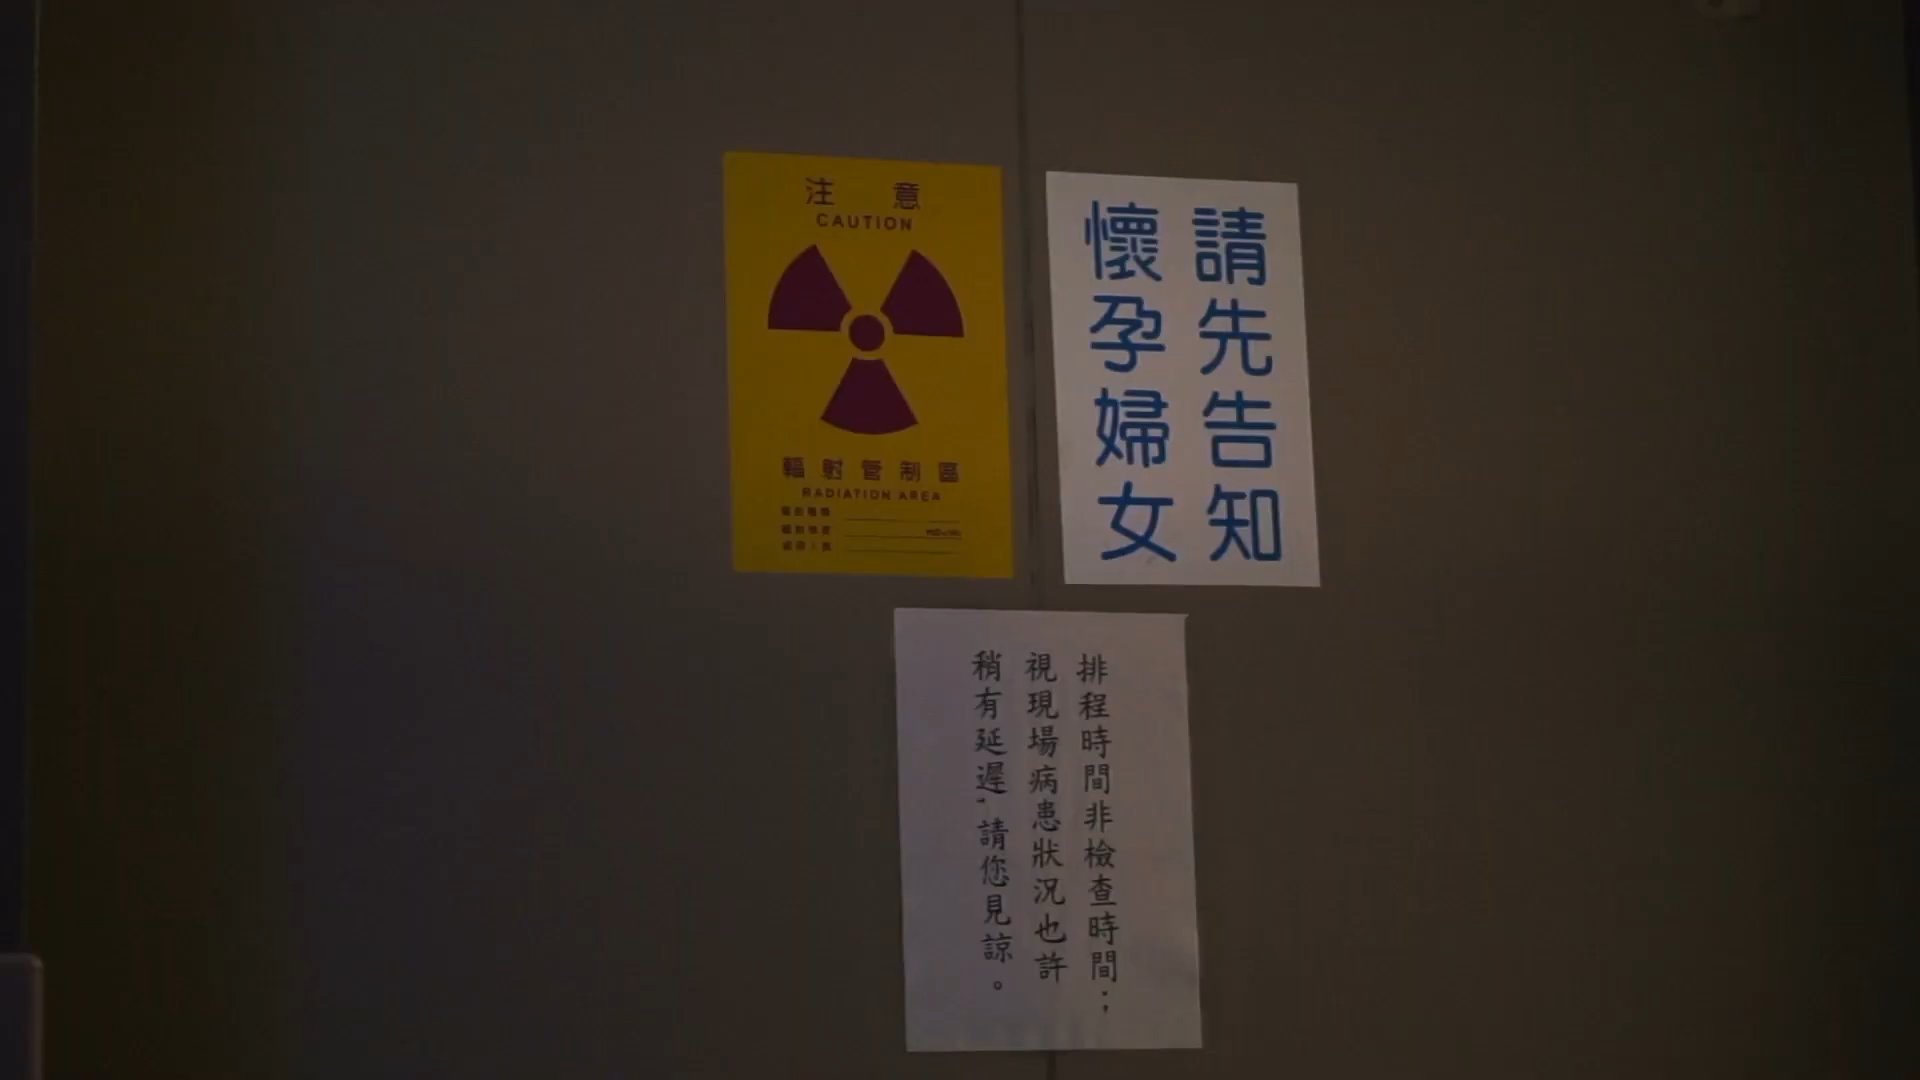 注 意
CAUTION
輻射管制區
RADIATION AREA
請先告知
懷孕婦女
排程時間非檢查時間；
視現場病患狀況也許
稍有延遲，請您見諒。